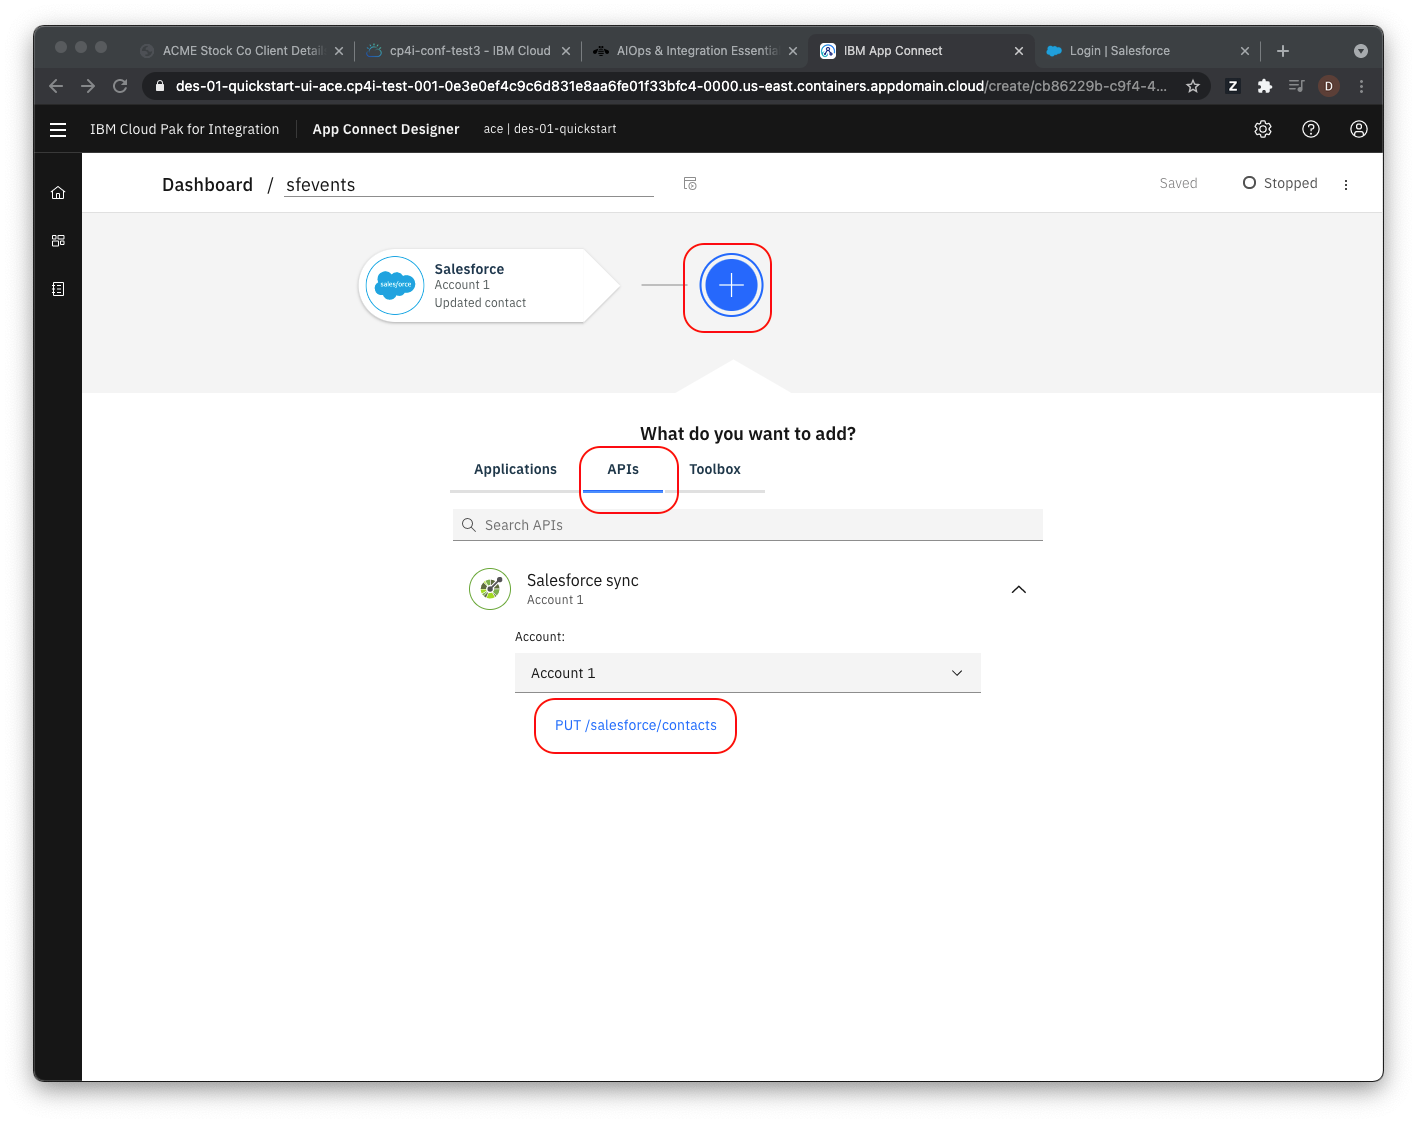 ACME Stock Co Client Detail
cp4i-conf-test3 - IBM Cloud
AIOps & Integration Essentia
IBM App Connect
Login | Salesforce
des-01-quickstart-ui-ace.cp4i-test-001-0e3e0ef4c9c6d831e8aa6fe01f33bfc4-0000.us-east.containers.appdomain.cloud/create/cb86229b-c9f4-4...
Z
D
IBM Cloud Pak for Integration
App Connect Designer
ace | des-01-quickstart
Dashboard / sfevents
Saved
Stopped
salesforce
Salesforce
Account 1
Updated contact
What do you want to add?
Applications
APIs
Toolbox
Search APIs
Salesforce sync
Account 1
Account:
Account 1
PUT /salesforce/contacts